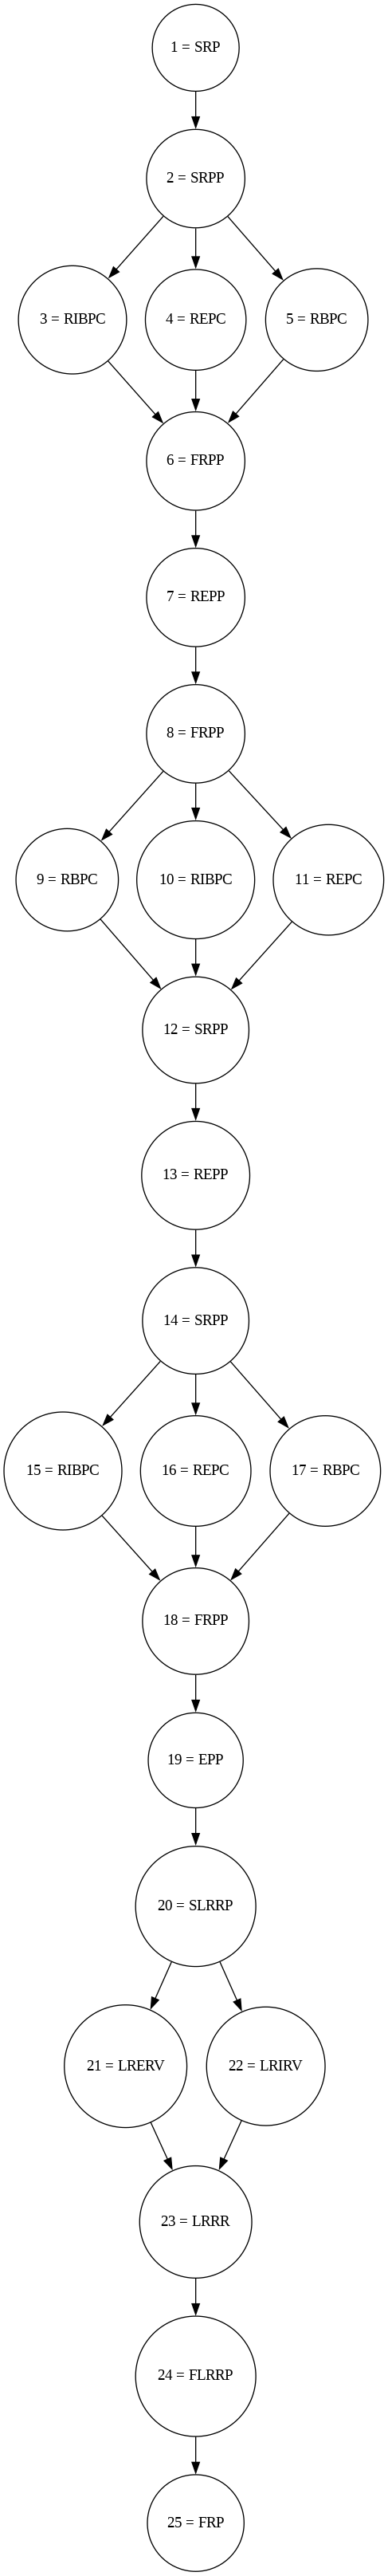 1 = SRP
2 = SRPP
3 = RIBPC
4 = REPC
5 = RBPC
6 = FRPP
7 = REPP
8 = FRPP
9 = RBPC
10 = RIBPC
11 = REPC
12 = SRPP
13 = REPP
14 = SRPP
15 = RIBPC
16 = REPC
17 = RBPC
18 = FRPP
19 = EPP
20 = SLRRP
21 = LRERV
22 = LRIRV
23 = LRRR
24 = FLRRP
25 = FRP